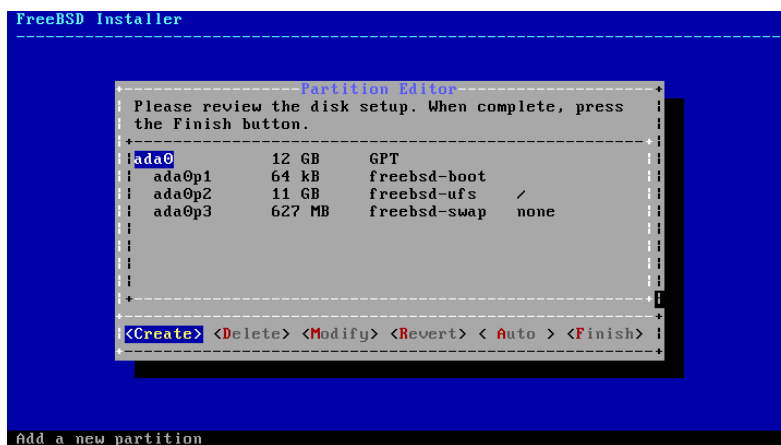 FreeBSD Installer
Partition Editor
Please review the disk setup. When complete, press
the Finish button.
ada0 12 GB GPT
ada0p1 64 kB freebsd-boot
ada0p2 11 GB freebsd-ufs /
ada0p3 627 MB freebsd-swap none
<Create> <Delete> <Modify> <Revert> < Auto > <Finish>
Add a new partition